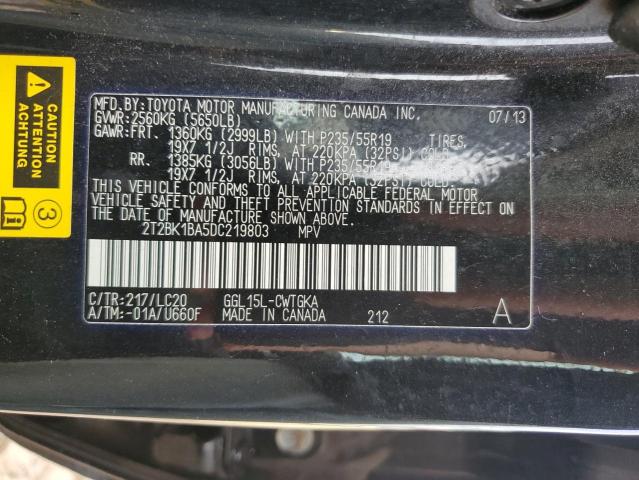 CAUTION
ATTENTION
ACHTUNG
3
MFD.BY:TOYOTA MOTOR MANUFACTURING CANADA INC. 07/13
GVWR:2560KG (5650LB)
GAWR:FRT. 1360KG (2999LB) WITH P235/55R19 TIRES,
19X7 1/2J RIMS, AT 220KPA (32PSI) COLD
RR. 1385KG (3056LB) WITH P235/55R19 TIRES,
19X7 1/2J RIMS, AT 220KPA (32PSI) COLD
THIS VEHICLE CONFORMS TO ALL APPLICABLE FEDERAL MOTOR
VEHICLE SAFETY AND THEFT PREVENTION STANDARDS IN EFFECT ON
THE DATE OF MANUFACTURE SHOWN ABOVE.
2T2BK1BA5DC219803 MPV
C/TR:217/LC20 GGL15L-CWTGKA
A/TM:-01A/U660F MADE IN CANADA 212 A